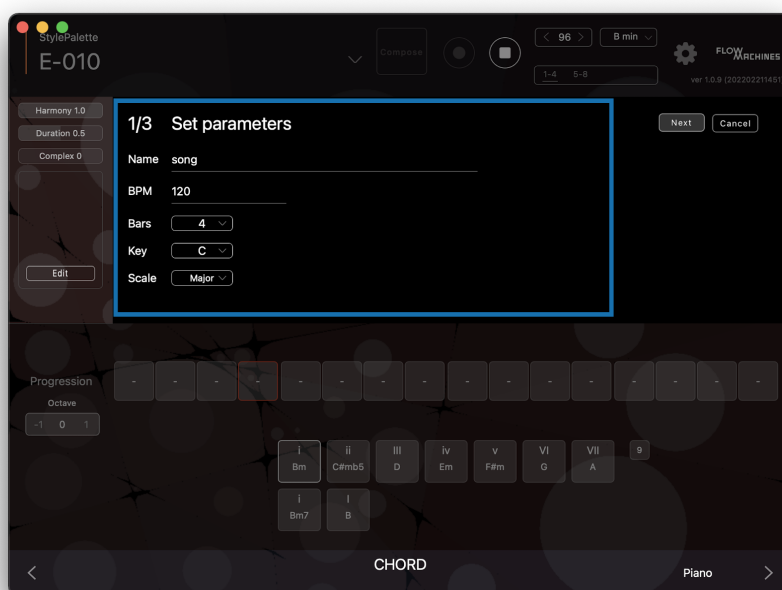 StylePalette
E-010
Compose
96
B min
1-4 5-8
FLOW MACHINES
ver 1.0.9 (202202211451
Harmony 1.0
Duration 0.5
Complex 0
Edit
1/3 Set parameters
Next Cancel
Name song
BPM 120
Bars 4
Key C
Scale Major
Progression - - - - - - - - - - - - - - - -
Octave
-1 0 1
i ii III iv v VI VII 9
Bm C#mb5 D Em F#m G A
i I
Bm7 B
CHORD
Piano